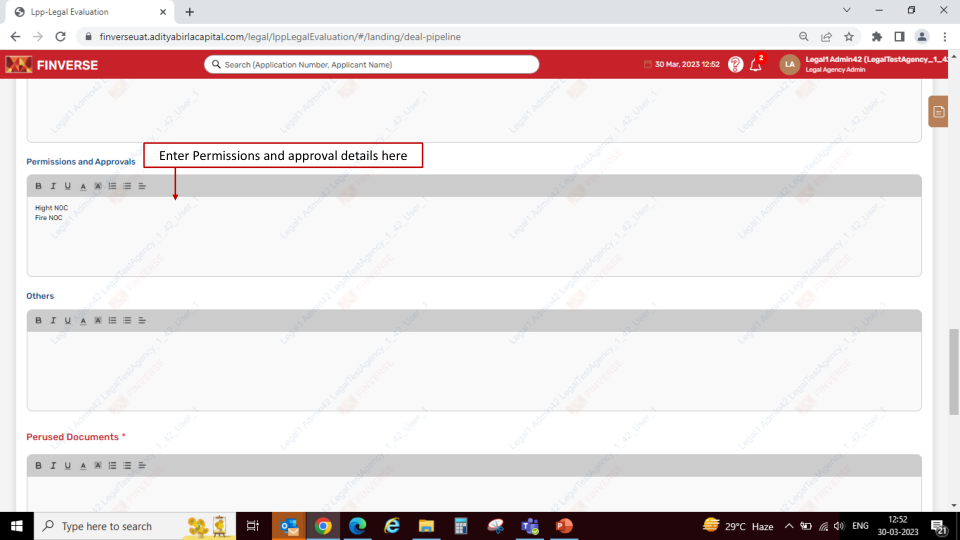 Lpp-Legal Evaluation
finverseuat.adityabirlacapital.com/legal/lppLegalEvaluation/#/landing/deal-pipeline
FINVERSE
Search (Application Number, Applicant Name)
30 Mar, 2023 12:52
2
LA
Legal1 Admin42 (LegalTestAgency_1_4
Legal Agency Admin
Permissions and Approvals
Enter Permissions and approval details here
B I U A A
Hight NOC
Fire NOC
Others
B I U A A
Perused Documents *
B I U A A
Type here to search
29°C Haze
ENG
12:52
30-03-2023
21